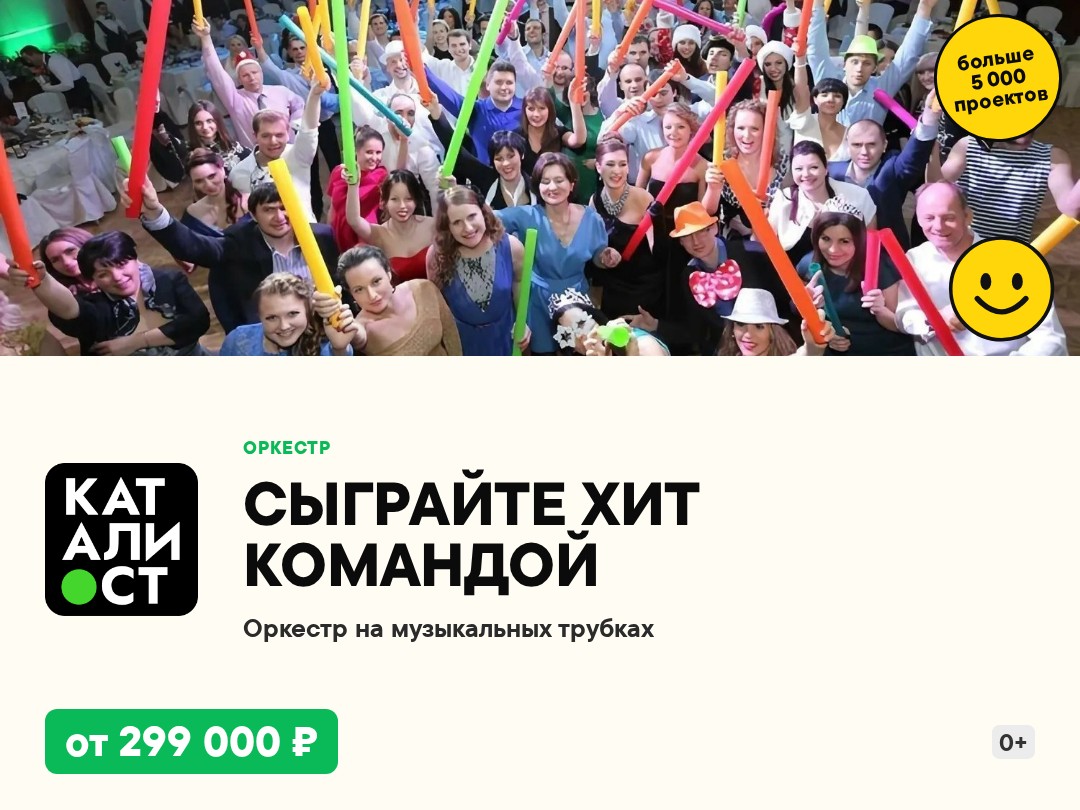 больше
5 000
проектов
ОРКЕСТР
СЫГРАЙТЕ ХИТ
КОМАНДОЙ
КАТ
АЛИ
СТ
Оркестр на музыкальных трубках
от 299 000 ₽
0+